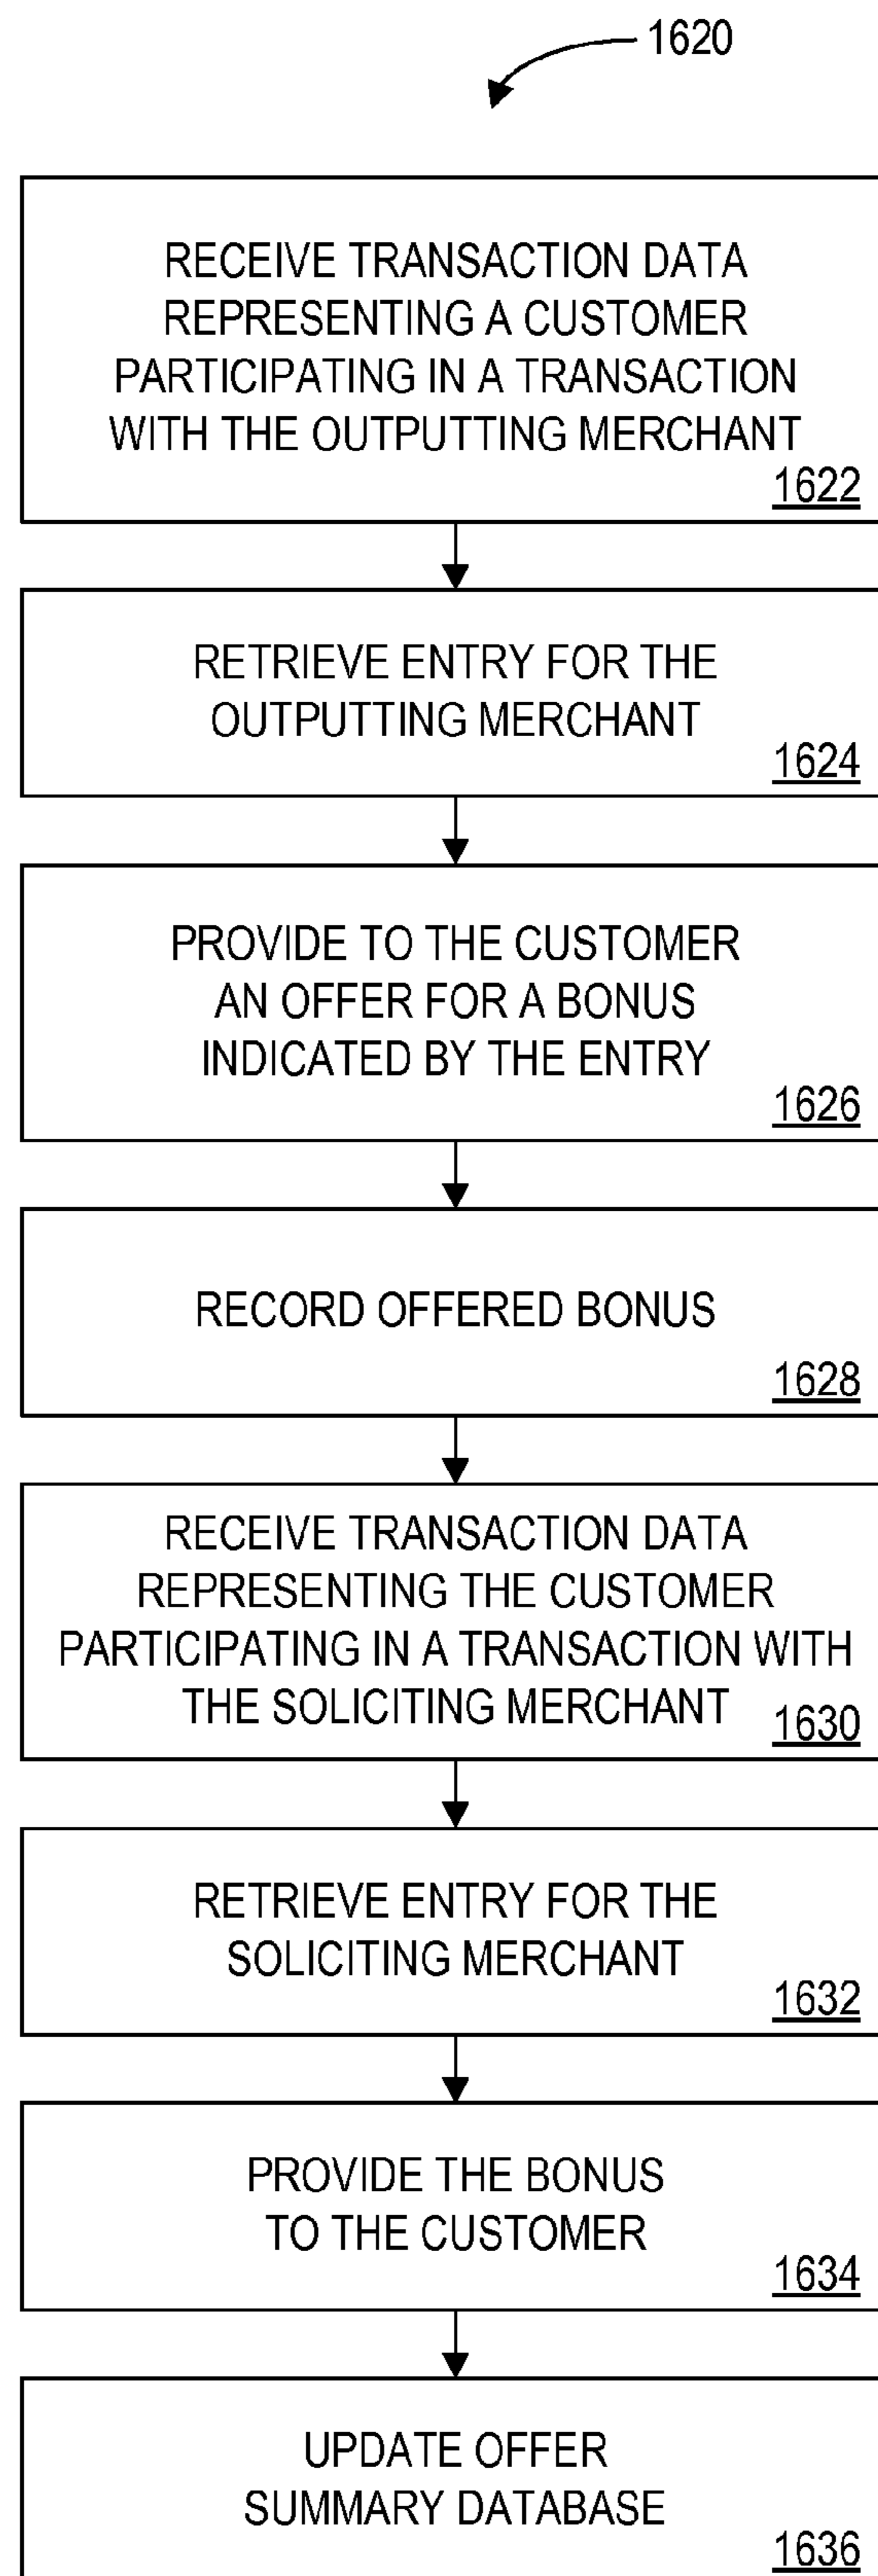 1620
RECEIVE TRANSACTION DATA
REPRESENTING A CUSTOMER
PARTICIPATING IN A TRANSACTION
WITH THE OUTPUTTING MERCHANT
1622
RETRIEVE ENTRY FOR THE
OUTPUTTING MERCHANT
1624
PROVIDE TO THE CUSTOMER
AN OFFER FOR A BONUS
INDICATED BY THE ENTRY
1626
RECORD OFFERED BONUS
1628
RECEIVE TRANSACTION DATA
REPRESENTING THE CUSTOMER
PARTICIPATING IN A TRANSACTION WITH
THE SOLICITING MERCHANT
1630
RETRIEVE ENTRY FOR THE
SOLICITING MERCHANT
1632
PROVIDE THE BONUS
TO THE CUSTOMER
1634
UPDATE OFFER
SUMMARY DATABASE
1636